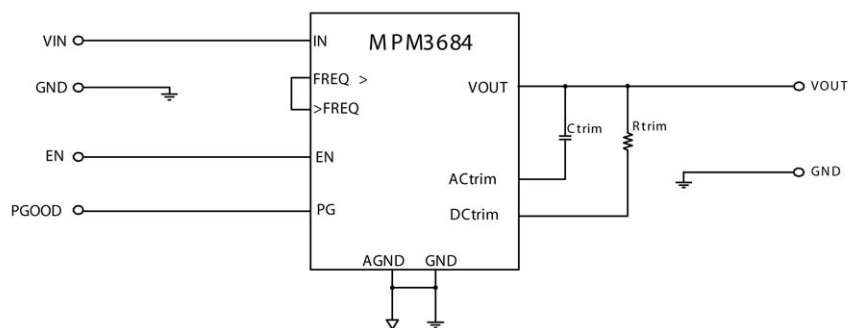 MPM3684
VIN
IN
GND
FREQ >
>FREQ
VOUT
VOUT
Ctrim
Rtrim
EN
EN
ACtrim
GND
PGOOD
PG
DCtrim
AGND
GND